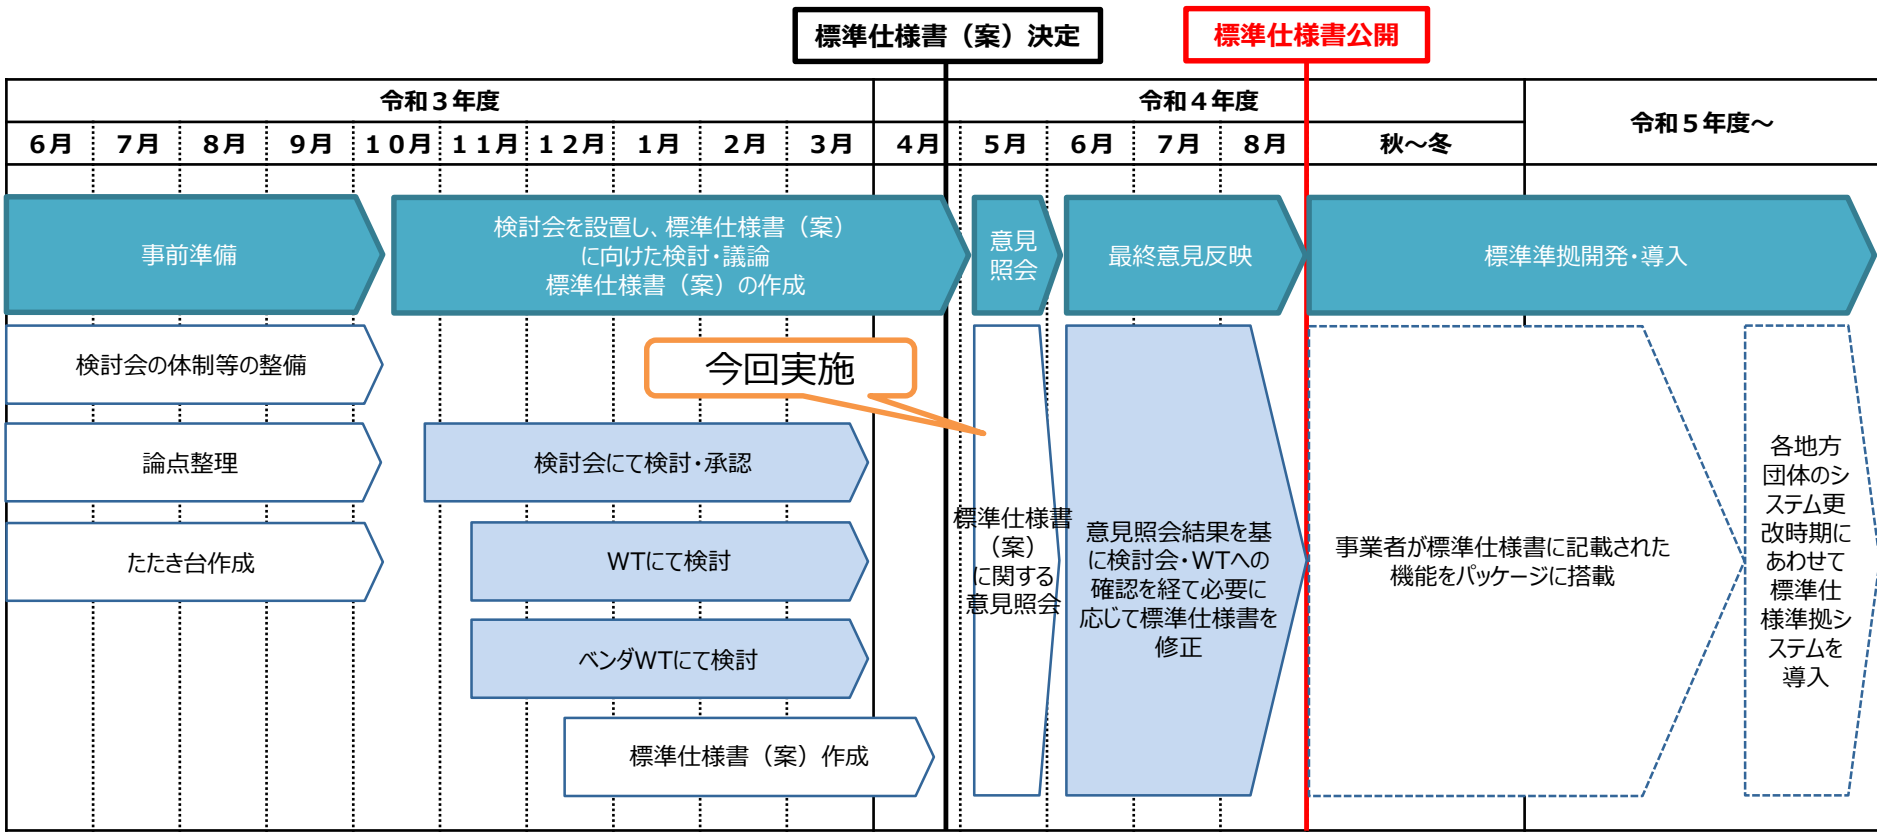 標準仕様書（案）決定
標準仕様書公開
令和３年度
令和４年度
令和５年度～
６月
７月
８月
９月
１０月
１１月
１２月
１月
２月
３月
４月
５月
６月
７月
８月
秋～冬
事前準備
検討会を設置し、標準仕様書（案）
に向けた検討・議論
標準仕様書（案）の作成
意見
照会
最終意見反映
標準準拠開発・導入
検討会の体制等の整備
今回実施
論点整理
検討会にて検討・承認
たたき台作成
WTにて検討
ベンダWTにて検討
標準仕様書（案）作成
標準仕様書
（案）
に関する
意見照会
意見照会結果を基
に検討会・WTへの
確認を経て必要に
応じて標準仕様書を
修正
事業者が標準仕様書に記載された
機能をパッケージに搭載
各地方
団体のシ
ステム更
改時期に
あわせて
標準仕
様準拠シ
ステムを
導入